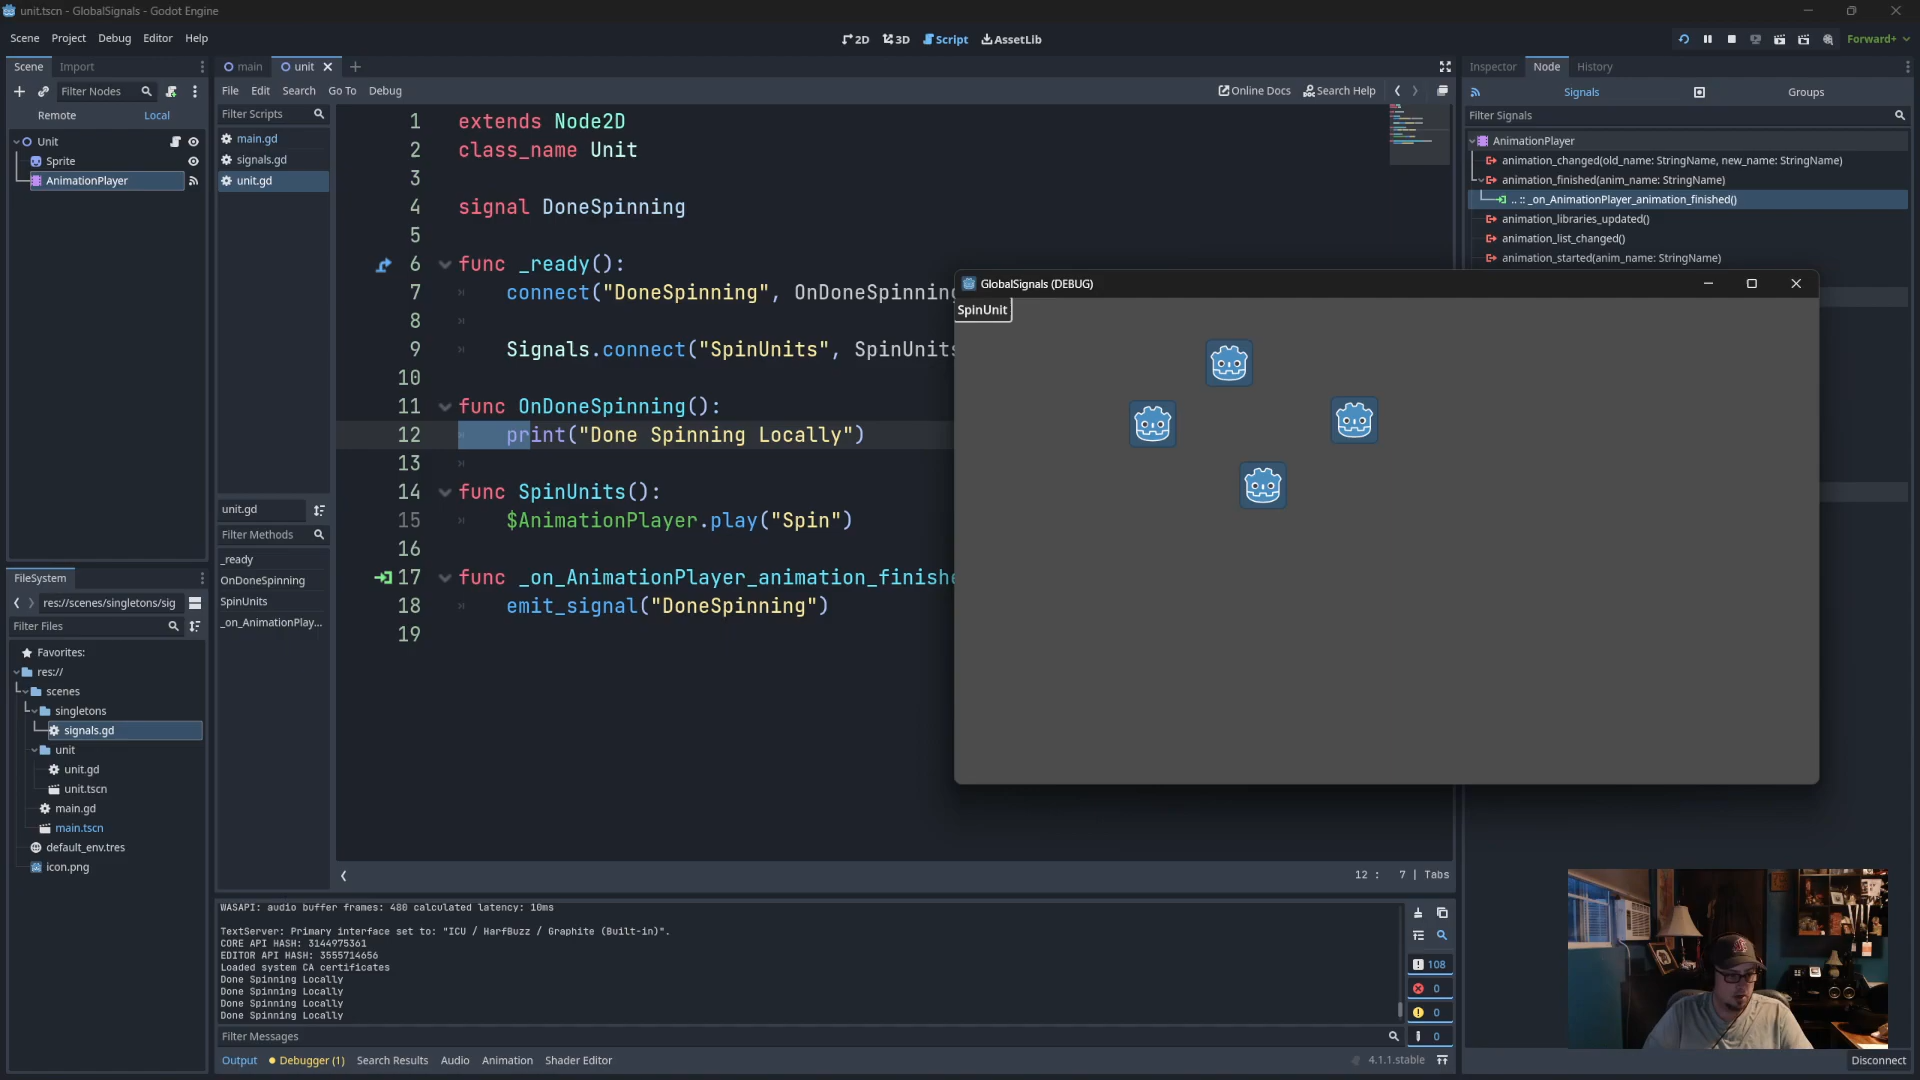 unit.tscn - GlobalSignals - Godot Engine
Scene Project Debug Editor Help
2D 3D Script AssetLib
Forward+
Scene Import
Filter Nodes
Remote Local
Unit
Sprite
AnimationPlayer
main unit
File Edit Search Go To Debug
Online Docs Search Help
Filter Scripts
main.gd
signals.gd
unit.gd
unit.gd
Filter Methods
_ready
OnDoneSpinning
SpinUnits
_on_AnimationPlay...
1 extends Node2D
2 class_name Unit
3
4 signal DoneSpinning
5
6 func _ready():
7 connect("DoneSpinning", OnDoneSpinning
8
9 Signals.connect("SpinUnits", SpinUnits
10
11 func OnDoneSpinning():
12 print("Done Spinning Locally")
13
14 func SpinUnits():
15 $AnimationPlayer.play("Spin")
16
17 func _on_AnimationPlayer_animation_finishe
18 emit_signal("DoneSpinning")
19
12 : 7 | Tabs
Inspector Node History
Signals Groups
Filter Signals
AnimationPlayer
animation_changed(old_name: StringName, new_name: StringName)
animation_finished(anim_name: StringName)
.. :: _on_AnimationPlayer_animation_finished()
animation_libraries_updated()
animation_list_changed()
animation_started(anim_name: StringName)
GlobalSignals (DEBUG)
SpinUnit
FileSystem
res://scenes/singletons/sig
Filter Files
Favorites:
res://
scenes
singletons
signals.gd
unit
unit.gd
unit.tscn
main.gd
main.tscn
default_env.tres
icon.png
WASAPI: audio buffer frames: 480 calculated latency: 10ms
TextServer: Primary interface set to: "ICU / HarfBuzz / Graphite (Built-in)".
CORE API HASH: 3144975361
EDITOR API HASH: 3555714656
Loaded system CA certificates
Done Spinning Locally
Done Spinning Locally
Done Spinning Locally
Done Spinning Locally
108
0
0
0
Filter Messages
Output Debugger (1) Search Results Audio Animation Shader Editor
4.1.1.stable
Disconnect